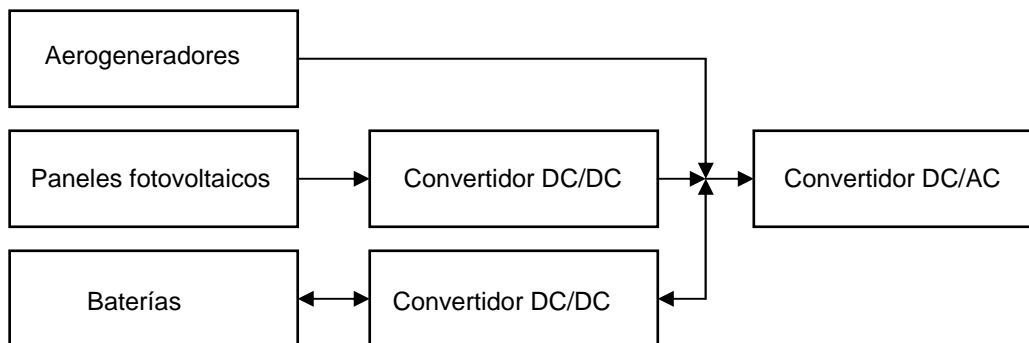 Aerogeneradores
Paneles fotovoltaicos
Convertidor DC/DC
Convertidor DC/AC
Baterías
Convertidor DC/DC